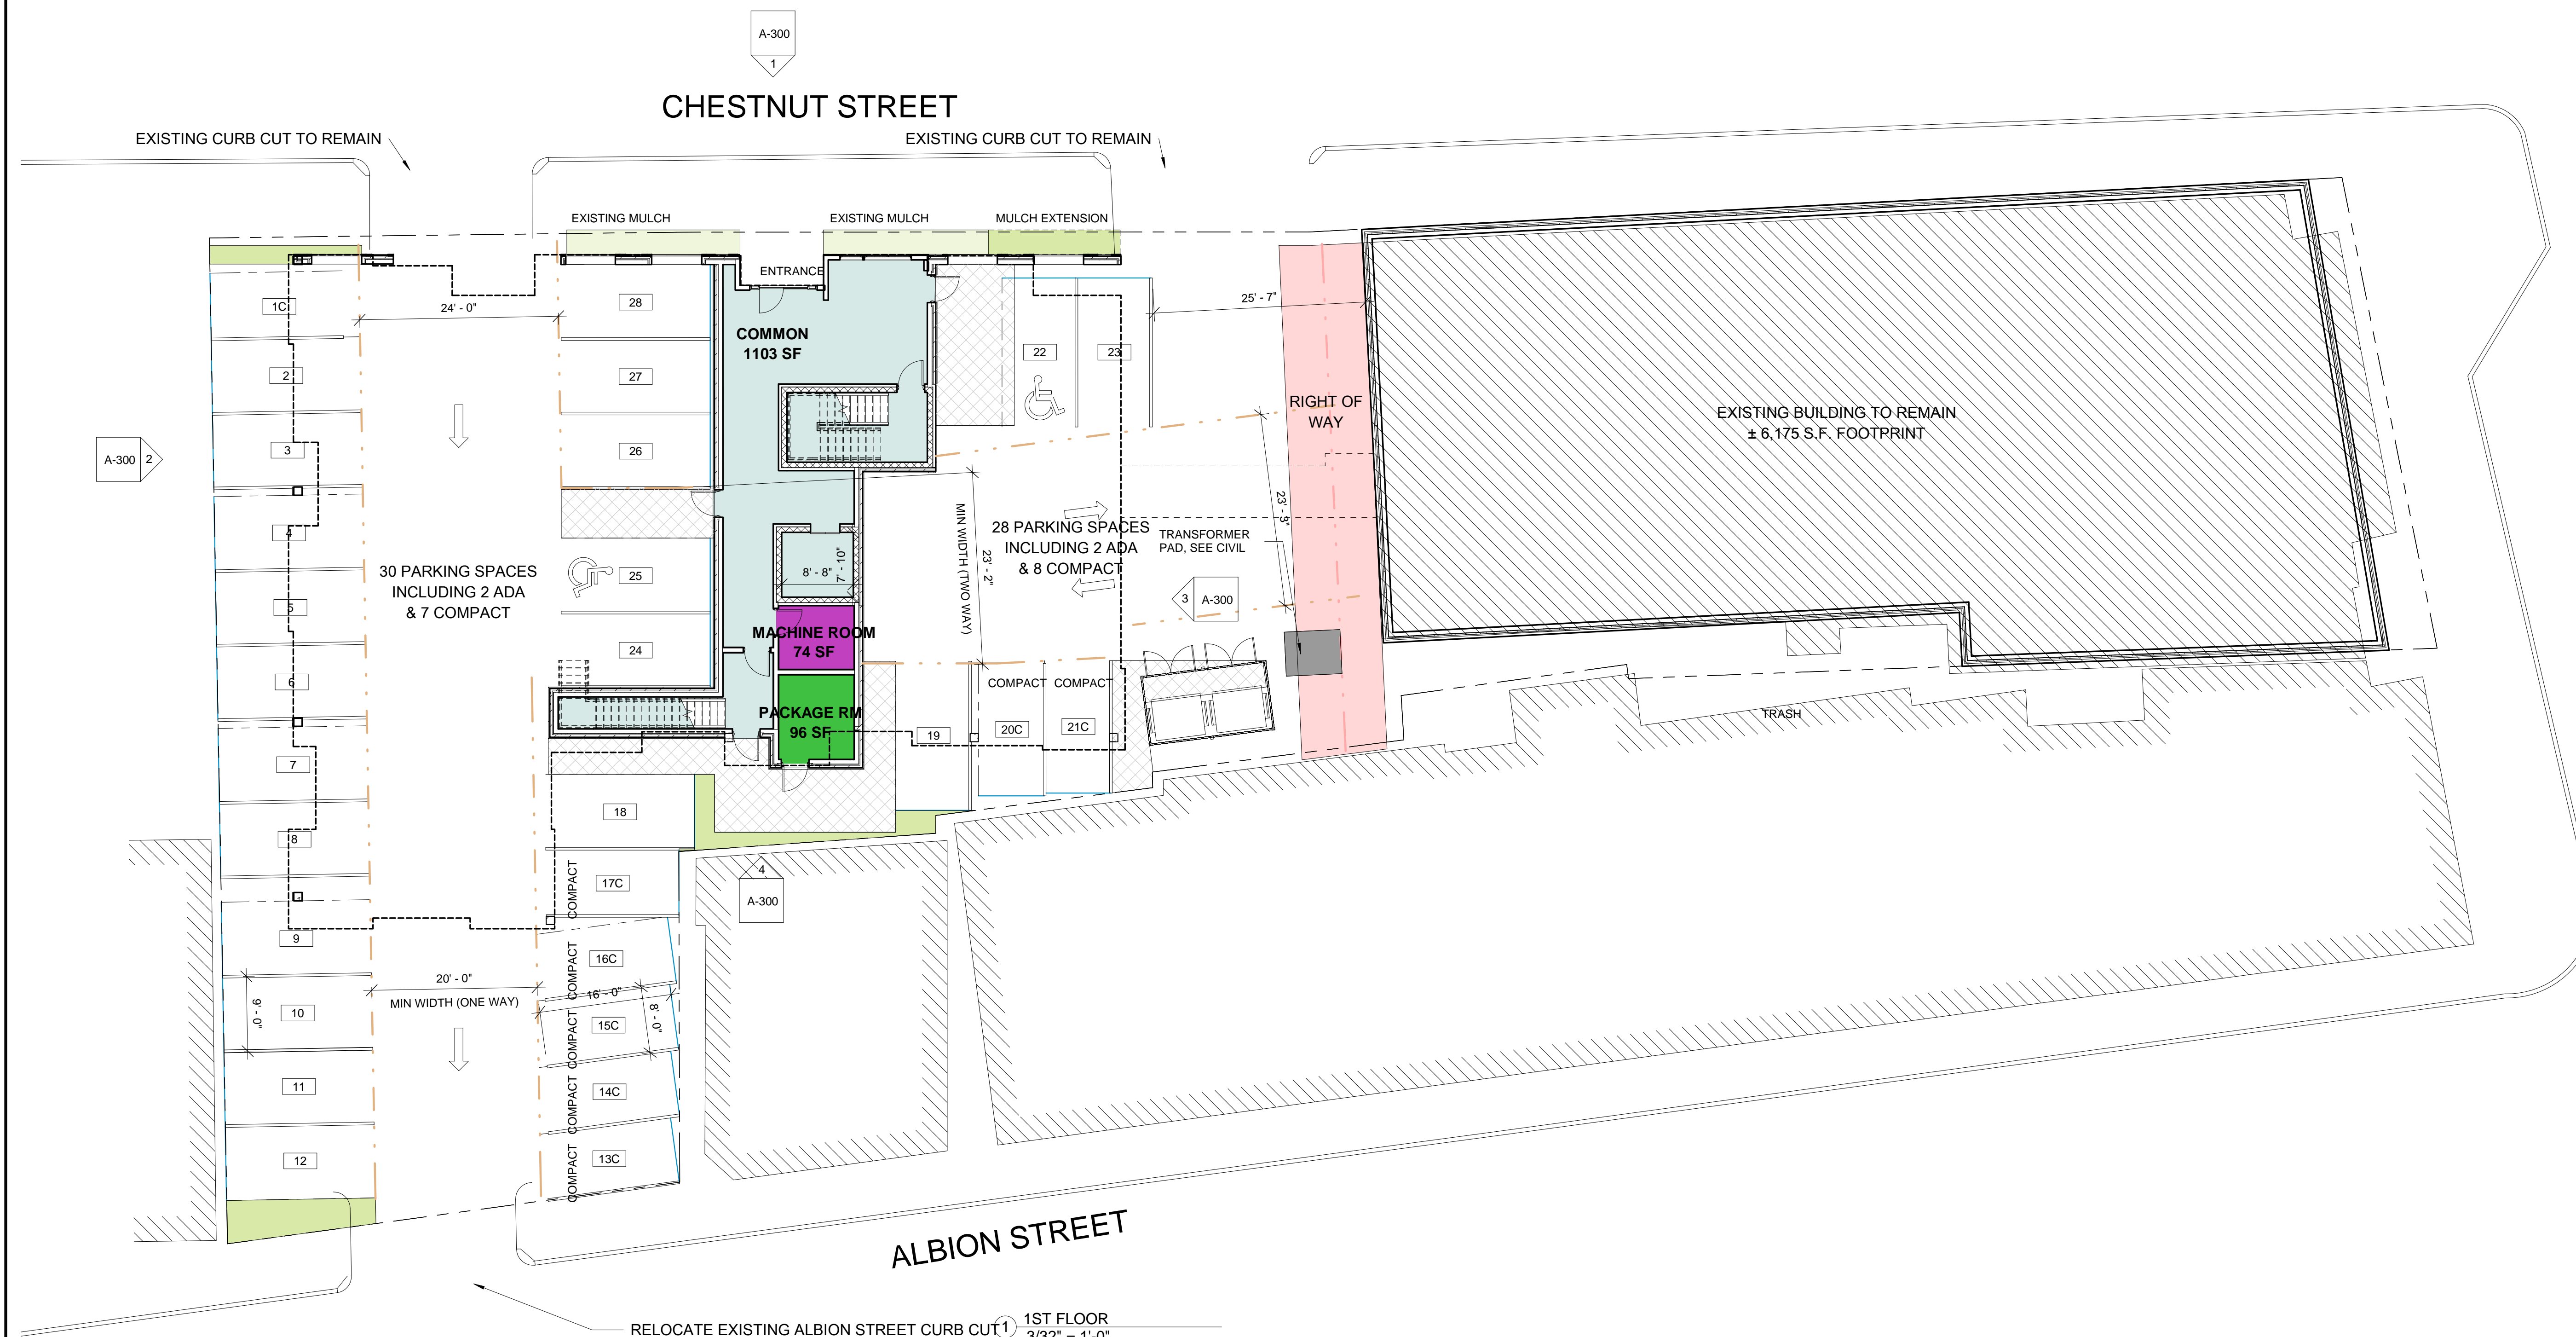 A-300
1
CHESTNUT STREET
EXISTING CURB CUT TO REMAIN
EXISTING CURB CUT TO REMAIN
EXISTING MULCH
EXISTING MULCH
MULCH EXTENSION
ENTRANCE
1C
24' - 0"
28
25' - 7"
COMMON
1103 SF
2
27
22
23
RIGHT OF
WAY
EXISTING BUILDING TO REMAIN
± 6,175 S.F. FOOTPRINT
A-300
2
3
26
23' - 3"
4
MIN WIDTH (TWO WAY)
23' - 2"
28 PARKING SPACES
INCLUDING 2 ADA
& 8 COMPACT
TRANSFORMER
PAD, SEE CIVIL
30 PARKING SPACES
INCLUDING 2 ADA
& 7 COMPACT
25
8' - 8"
7' - 10"
3
A-300
5
MACHINE ROOM
74 SF
24
6
COMPACT
COMPACT
PACKAGE RM
96 SF
19
20C
21C
TRASH
7
18
8
17C
COMPACT
4
A-300
9
16C
COMPACT
20' - 0"
MIN WIDTH (ONE WAY)
16' - 0"
8' - 0"
9' - 0"
10
15C
COMPACT
11
14C
COMPACT
12
13C
COMPACT
ALBION STREET
RELOCATE EXISTING ALBION STREET CURB CUT
1
1ST FLOOR
3/32" = 1'-0"